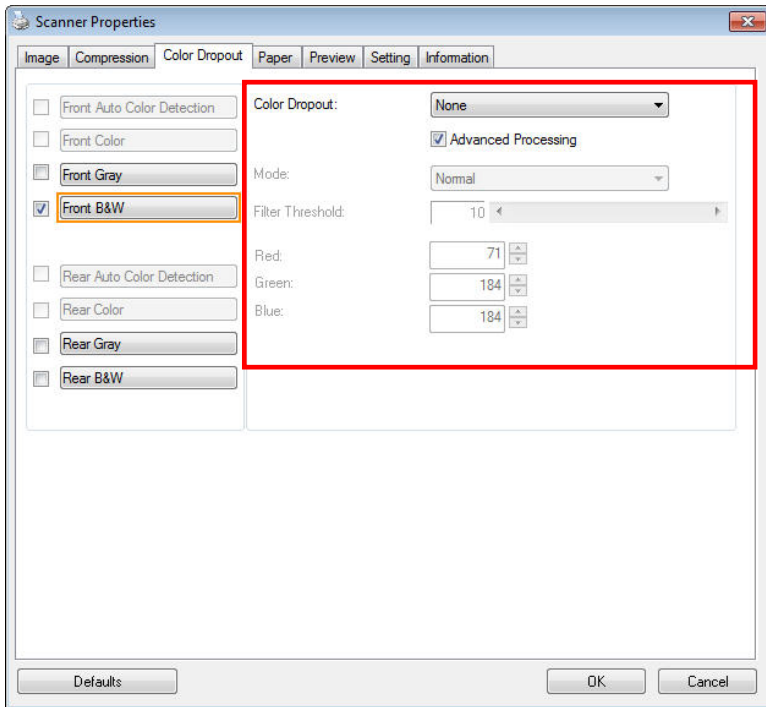 Scanner Properties
Image Compression Color Dropout Paper Preview Setting Information
Front Auto Color Detection
Front Color
Front Gray
Front B&W
Rear Auto Color Detection
Rear Color
Rear Gray
Rear B&W
Color Dropout: None
Advanced Processing
Mode: Normal
Filter Threshold: 10
Red: 71
Green: 184
Blue: 184
Defaults OK Cancel